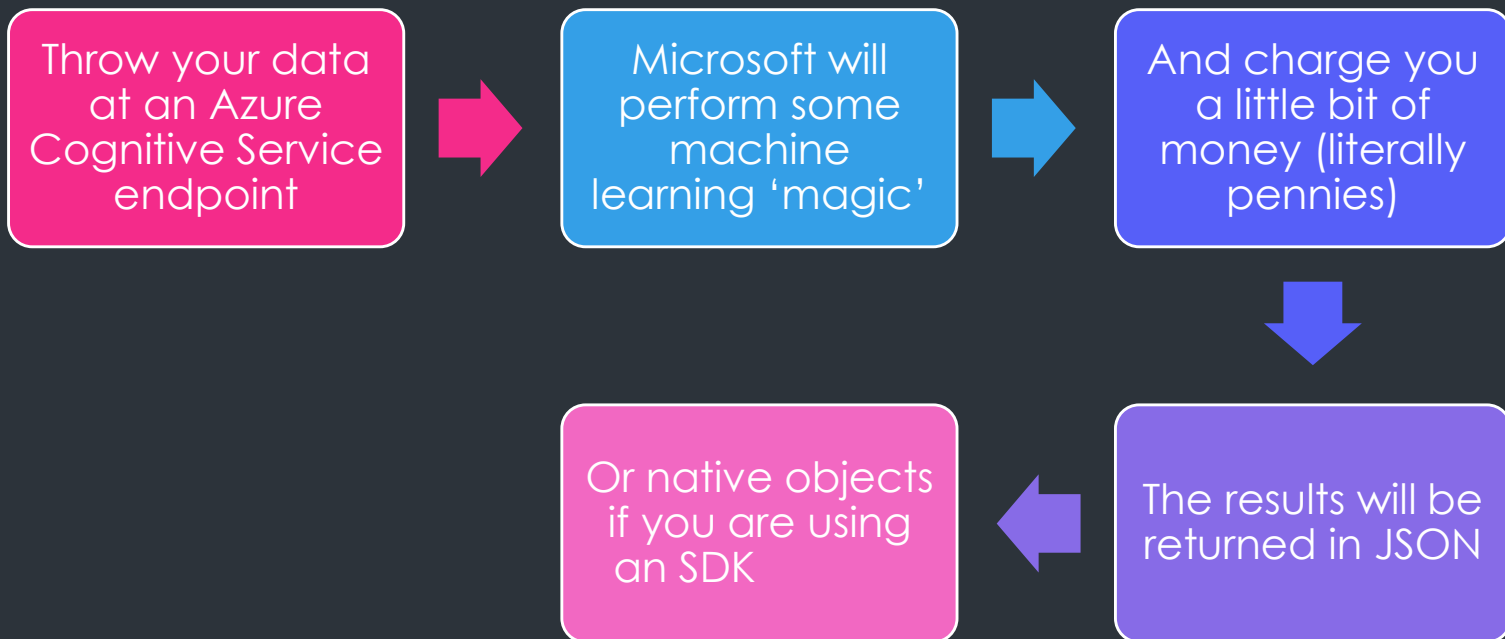 Throw your data
at an Azure
Cognitive Service
endpoint
Microsoft will
perform some
machine
learning ‘magic’
And charge you
a little bit of
money (literally
pennies)
The results will be
returned in JSON
Or native objects
if you are using
an SDK